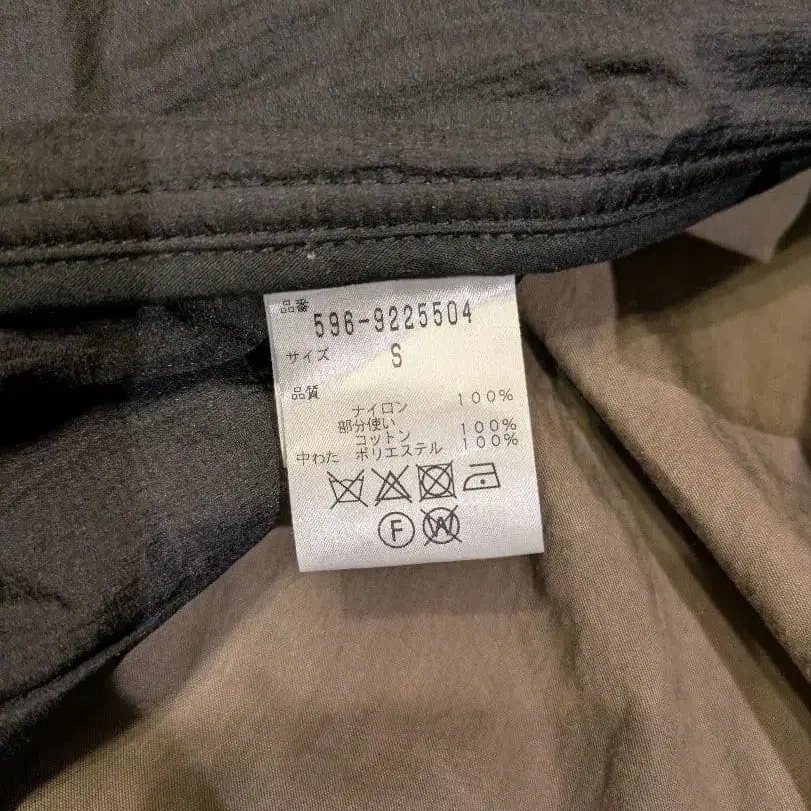 品番
596-9225504
サイズ S
品質
ナイロン 100%
部分使い
コットン 100%
中わた ポリエステル 100%
F W